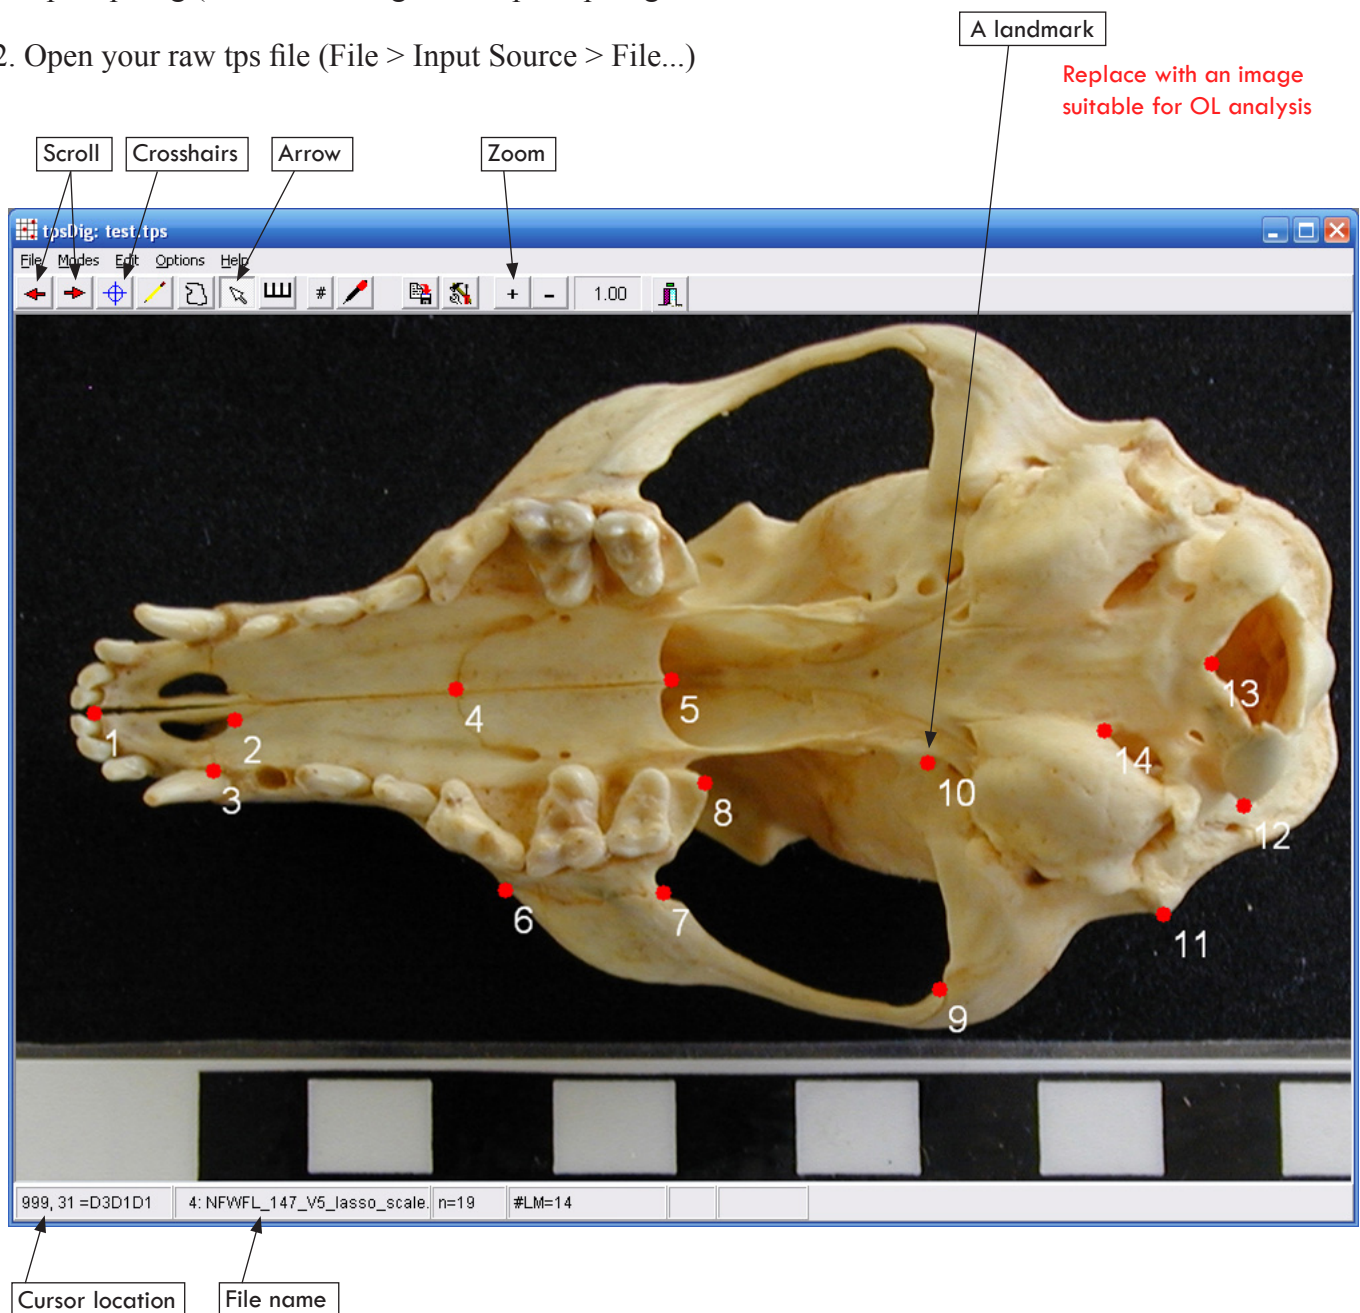 2. Open your raw tps file (File > Input Source > File...)
A landmark
Replace with an image
suitable for OL analysis
Scroll
Crosshairs
Arrow
Zoom
tpsDig: test.tps
File Modes Edit Options Help
# + - 1.00
1
2
3
4
5
6
7
8
9
10
11
12
13
14
999, 31 =D3D1D1
4: NFWFL_147_V5_lasso_scale.
n=19
#LM=14
Cursor location
File name